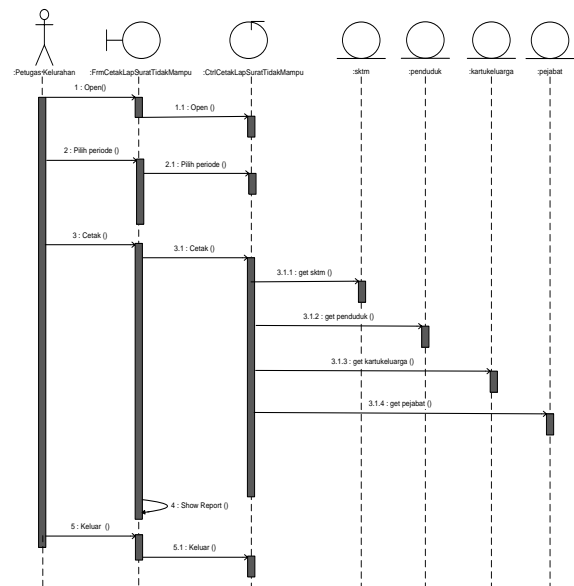 :Petugas Kelurahan :FrmCetakLapSuratTidakMampu :CtrlCetakLapSuratTidakMampu :sktm :penduduk :kartukeluarga :pejabat
1 : Open()
1.1 : Open ()
2 : Pilih periode ()
2.1 : Pilih periode ()
3 : Cetak ()
3.1 : Cetak ()
3.1.1 : get sktm ()
3.1.2 : get penduduk ()
3.1.3 : get kartukeluarga ()
3.1.4 : get pejabat ()
4 : Show Report ()
5 : Keluar ()
5.1 : Keluar ()